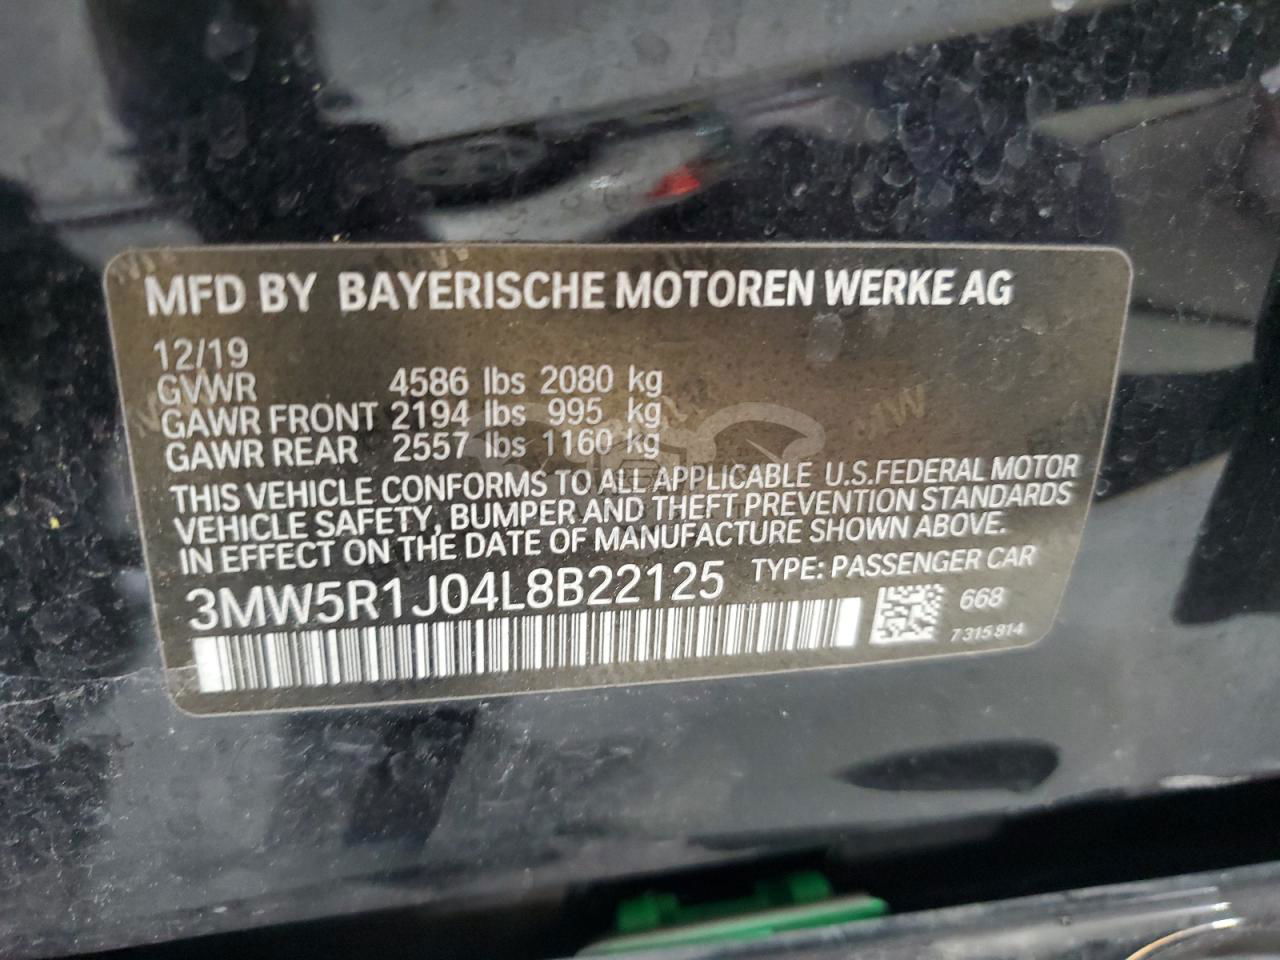 MFD BY BAYERISCHE MOTOREN WERKE AG
12/19
GVWR 4586 lbs 2080 kg
GAWR FRONT 2194 lbs 995 kg
GAWR REAR 2557 lbs 1160 kg
THIS VEHICLE CONFORMS TO ALL APPLICABLE U.S.FEDERAL MOTOR
VEHICLE SAFETY, BUMPER AND THEFT PREVENTION STANDARDS
IN EFFECT ON THE DATE OF MANUFACTURE SHOWN ABOVE.
3MW5R1J04L8B22125 TYPE: PASSENGER CAR
668
7315814